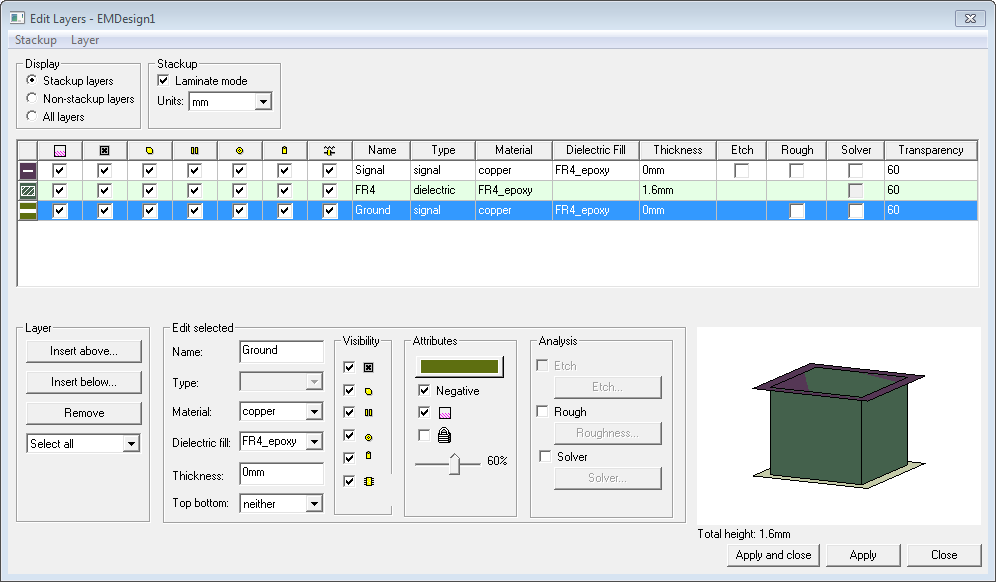 Edit Layers - EMDesign1
Stackup Layer
Display
Stackup layers
Non-stackup layers
All layers
Stackup
Laminate mode
Units: mm
Name Type Material Dielectric Fill Thickness Etch Rough Solver Transparency
Signal signal copper FR4_epoxy 0mm 60
FR4 dielectric FR4_epoxy 1.6mm 60
Ground signal copper FR4_epoxy 0mm 60
Layer
Insert above...
Insert below...
Remove
Select all
Edit selected
Name: Ground
Type:
Material: copper
Dielectric fill: FR4_epoxy
Thickness: 0mm
Top bottom: neither
Visibility
Attributes
Negative
60%
Analysis
Etch
Etch...
Rough
Roughness...
Solver
Solver...
Total height: 1.6mm
Apply and close Apply Close